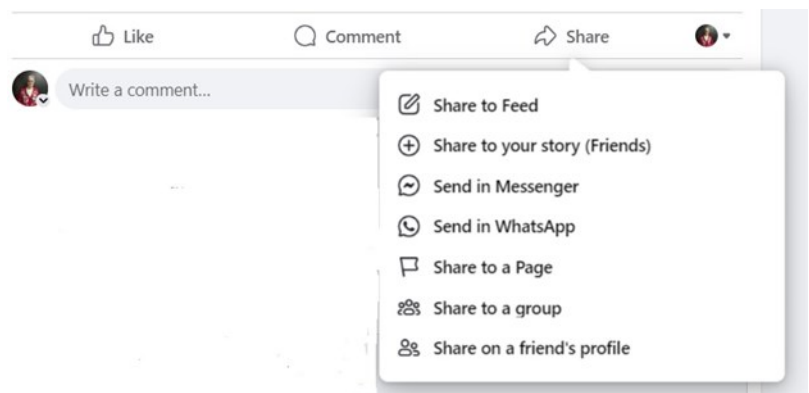 Like Comment Share
Write a comment...
Share to Feed
Share to your story (Friends)
Send in Messenger
Send in WhatsApp
Share to a Page
Share to a group
Share on a friend's profile